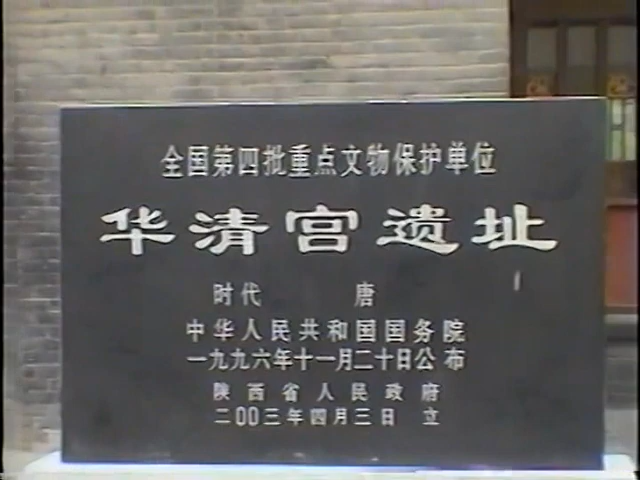 全国第四批重点文物保护单位
华清宫遗址
时代 唐
中华人民共和国国务院
一九九六年十一月二十日公布
陕西省人民政府
二00三年四月三日 立